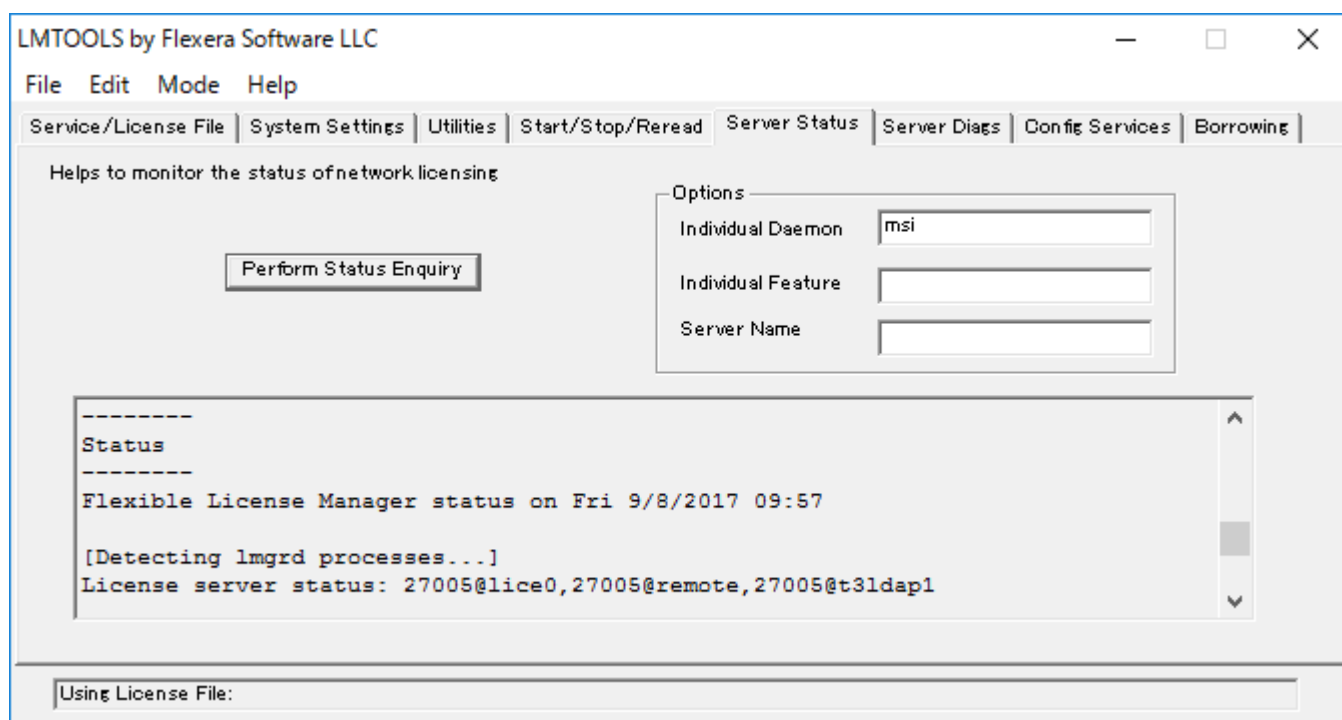 LMTOOLS by Flexera Software LLC
File Edit Mode Help
Service/License File System Settings Utilities Start/Stop/Reread Server Status Server Diags Config Services Borrowing
Helps to monitor the status of network licensing
Options
Individual Daemon msi
Perform Status Enquiry
Individual Feature
Server Name
--------
Status
--------
Flexible License Manager status on Fri 9/8/2017 09:57
[Detecting lmgrd processes...]
License server status: 27005@lice0,27005@remote,27005@t3ldap1
Using License File: